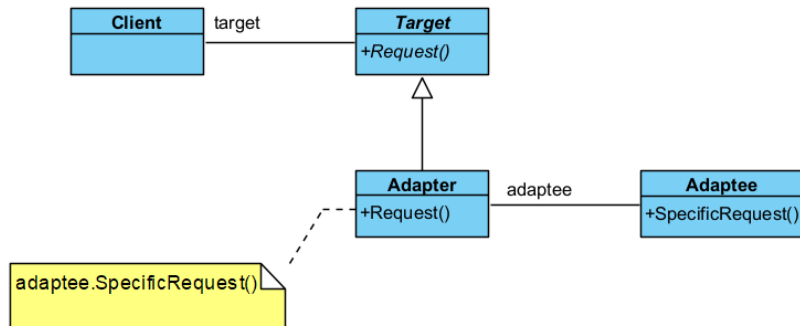 Client
target
Target
+Request()
Adapter
+Request()
adaptee
Adaptee
+SpecificRequest()
adaptee.SpecificRequest()